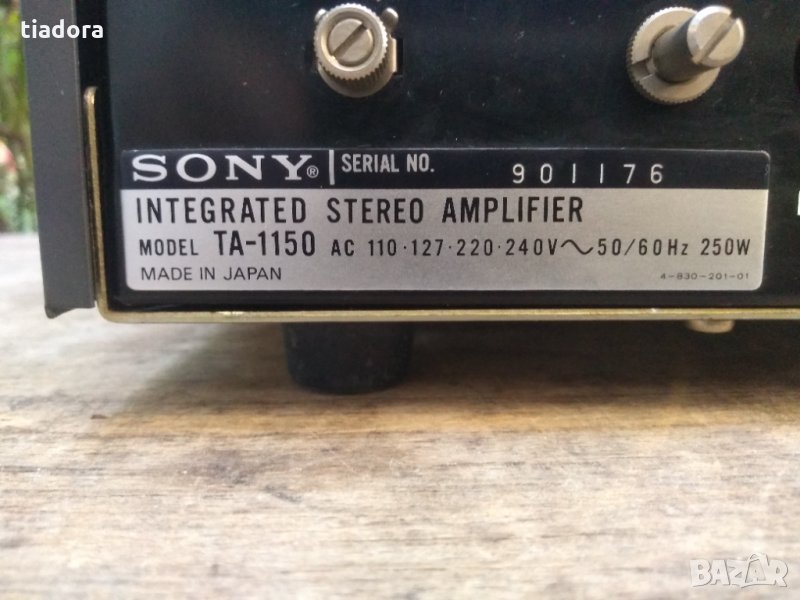 tiadora
SONY® SERIAL NO. 901176
INTEGRATED STEREO AMPLIFIER
MODEL TA-1150 AC 110·127·220·240V~50/60Hz 250W
MADE IN JAPAN 4-830-201-01
BAZAR